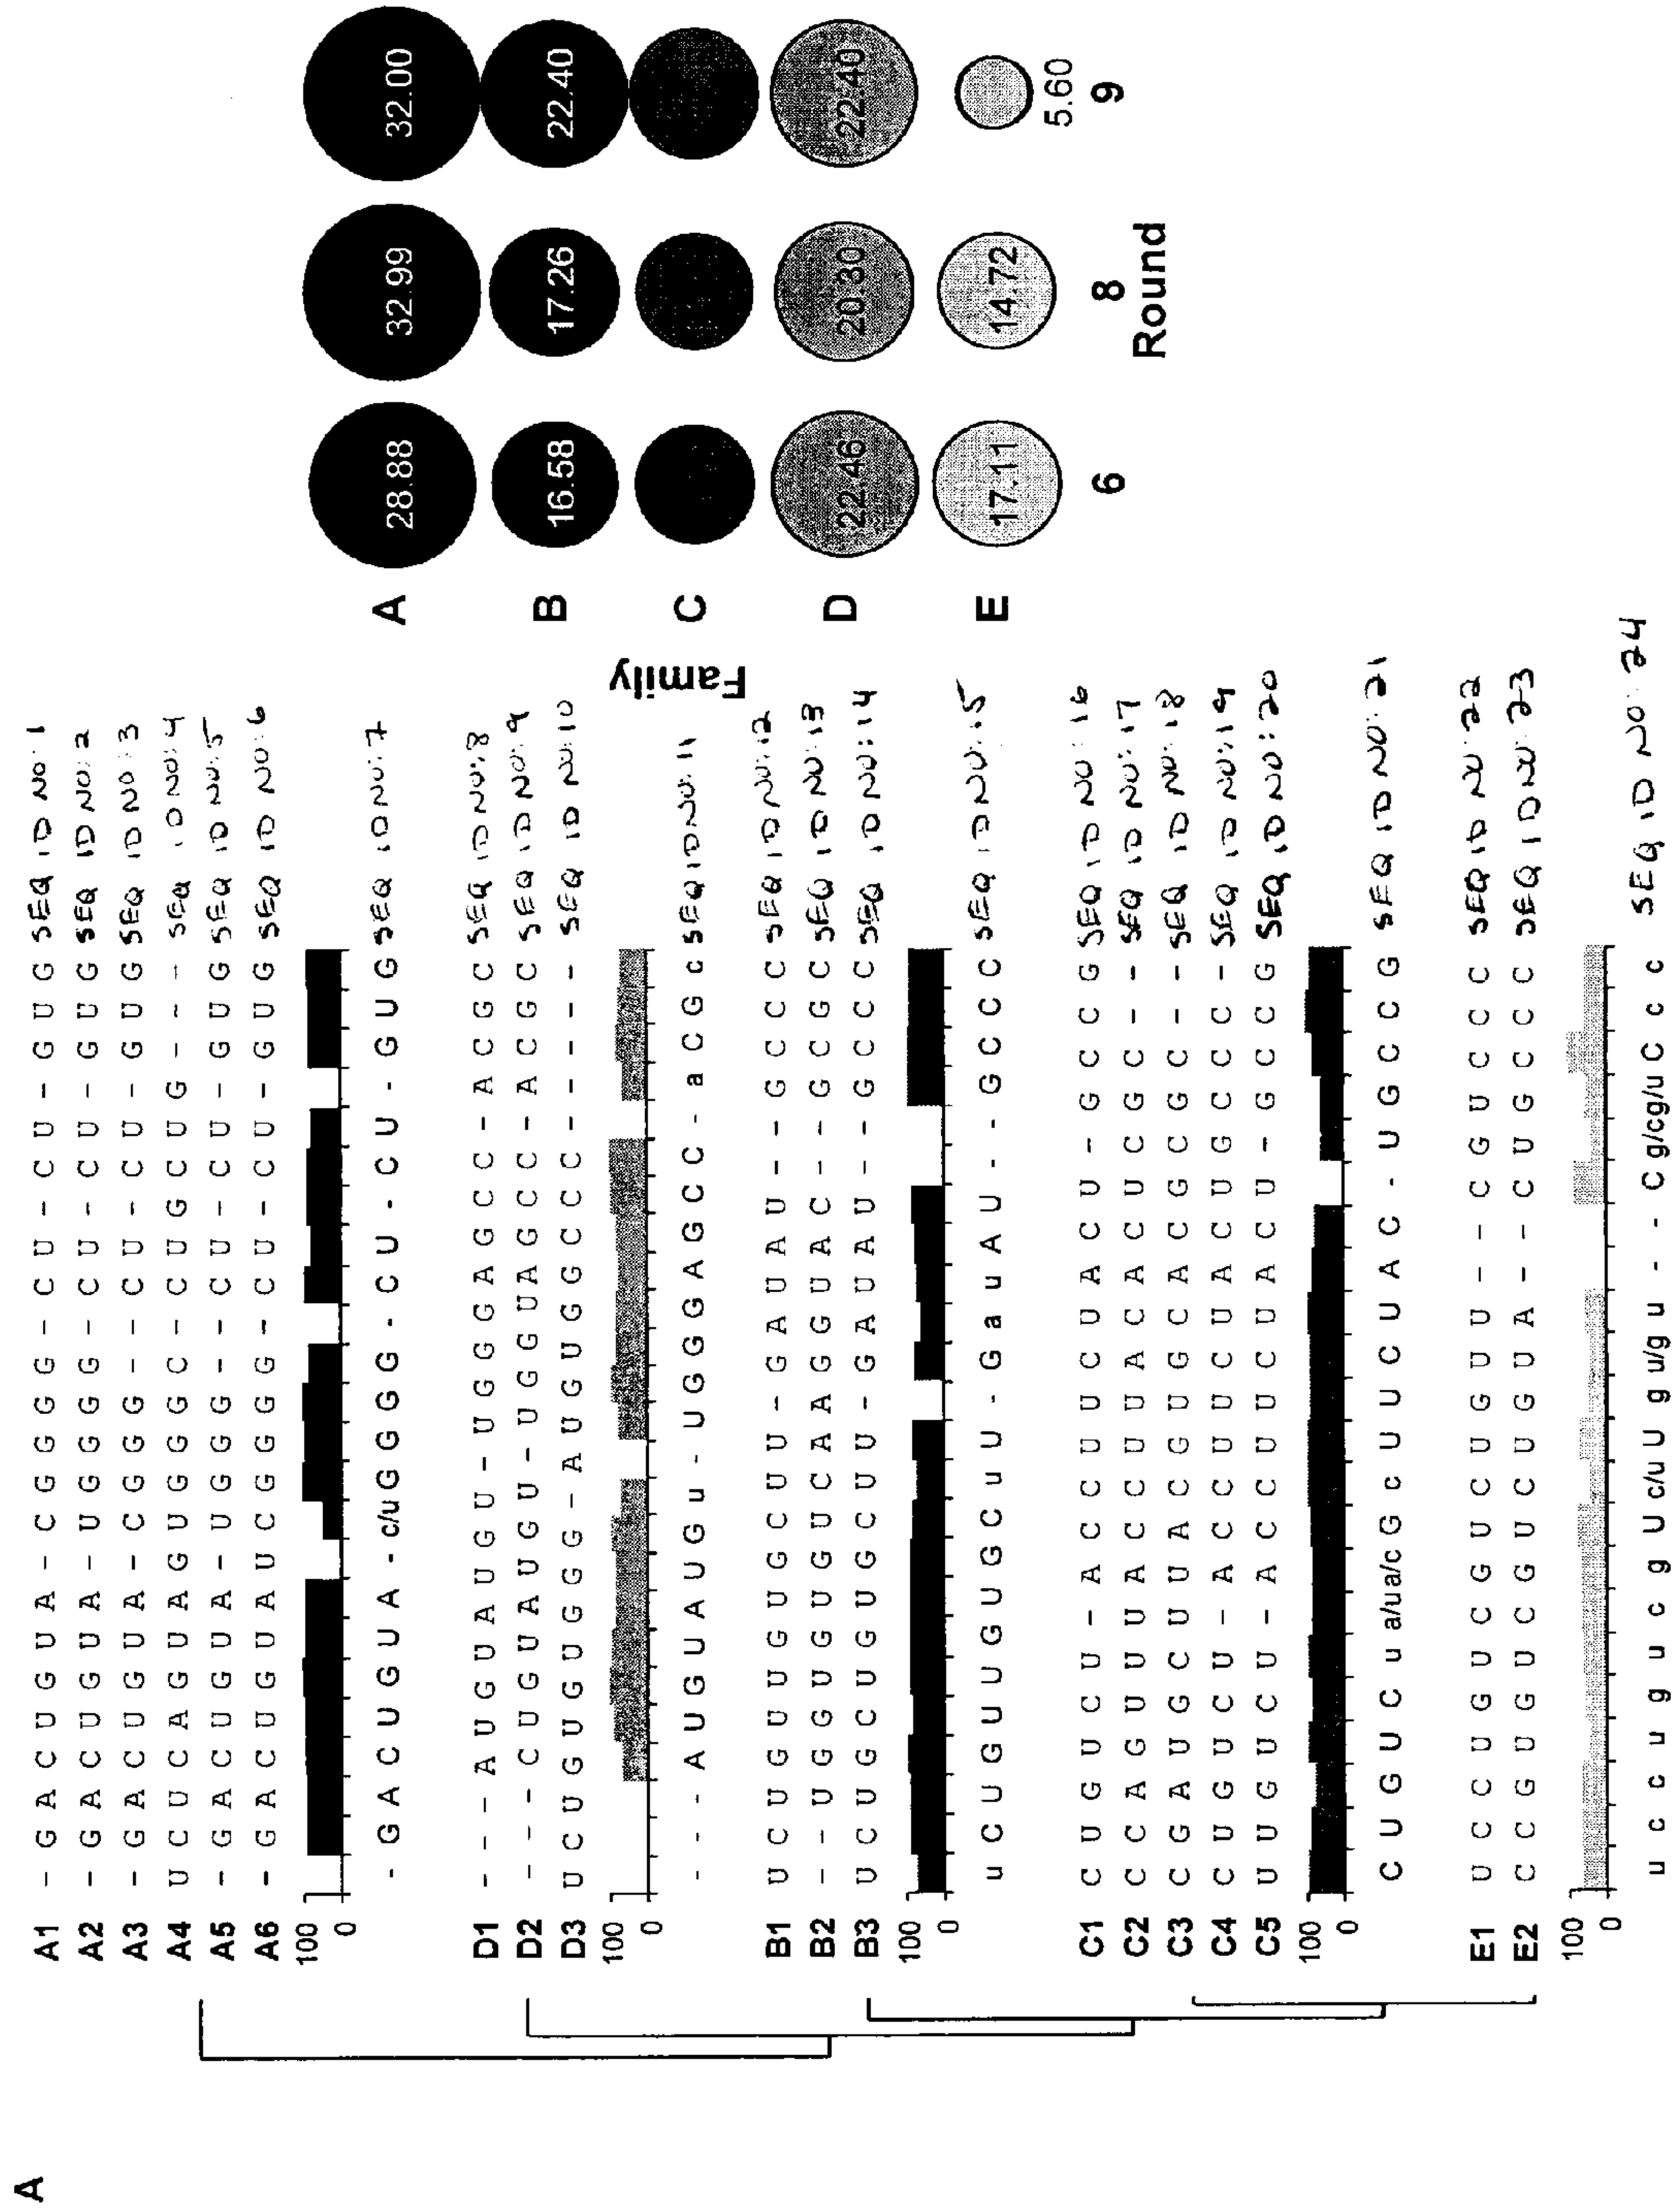 A
A1 - G A C U G U A - C G G G G - C U - C U - G U G SEQ ID NO: 1
A2 - G A C U G U A - U G G G G - C U - C U - G U G SEQ ID NO: 2
A3 - G A C U G U A - C G G G - - C U - C U - G U G SEQ ID NO: 3
A4 U C U C A G U A G U G G G C - C U G C U G - - - SEQ ID NO: 4
A5 - G A C U G U A - U G G G - - C U - C U - G U G SEQ ID NO: 5
A6 - G A C U G U A U C G G G G - C U - C U - G U G SEQ ID NO: 6
100
0
- G A C U G U A - c/u G G G G - C U - C U - G U G SEQ ID NO: 7
D1 - - - A U G U A U G U - U G G G A G C C - A C G C SEQ ID NO: 8
D2 - - - C U G U A U G U - U G G U A G C C - A C G C SEQ ID NO: 9
D3 U C U G U G U G G G - A U G U G G C C C - - - - - SEQ ID NO: 10
100
0
- - - A U G U A U G u - U G G G A G C C - a C G c SEQ ID NO: 11
B1 U C U G U U G U G C U U - G A U A U - - G C C C SEQ ID NO: 12
B2 - - U G G U G U G U C A A G G U A C - - G C G C SEQ ID NO: 13
B3 U C U G C U G U G C U U - G A U A U - - G C C C SEQ ID NO: 14
100
0
u C U G U U G U G C u U - G a u A U - - G C C C SEQ ID NO: 15
C1 C U G U C U - A C C U U C U A C U - G C C G SEQ ID NO: 16
C2 C C A G U U U A C C U U A C A C U C G C - - SEQ ID NO: 17
C3 C G A U G C U U A C G U G C A C G C G C - - SEQ ID NO: 18
C4 C U G U C U - A C C U U C U A C U G C C C - SEQ ID NO: 19
C5 U U G U C U - A C C U U C U A C U - G C C G SEQ ID NO: 20
100
0
C U G U C u a/ua/c G c U U C U A C - U G C C G SEQ ID NO: 21
E1 U C C U G U C G U C U G U U - - C G U C C C SEQ ID NO: 22
E2 C C G U G U C G U C U G U A - - C U G C C C SEQ ID NO: 23
100
0
u c c u g u c g U c/u U g u/g u - - C g/cg/u C c c SEQ ID NO: 24
Family
A 28.88 32.99 32.00
B 16.58 17.26 22.40
C
D 22.46 20.30 22.40
E 17.11 14.72 5.60
6 8 9
Round